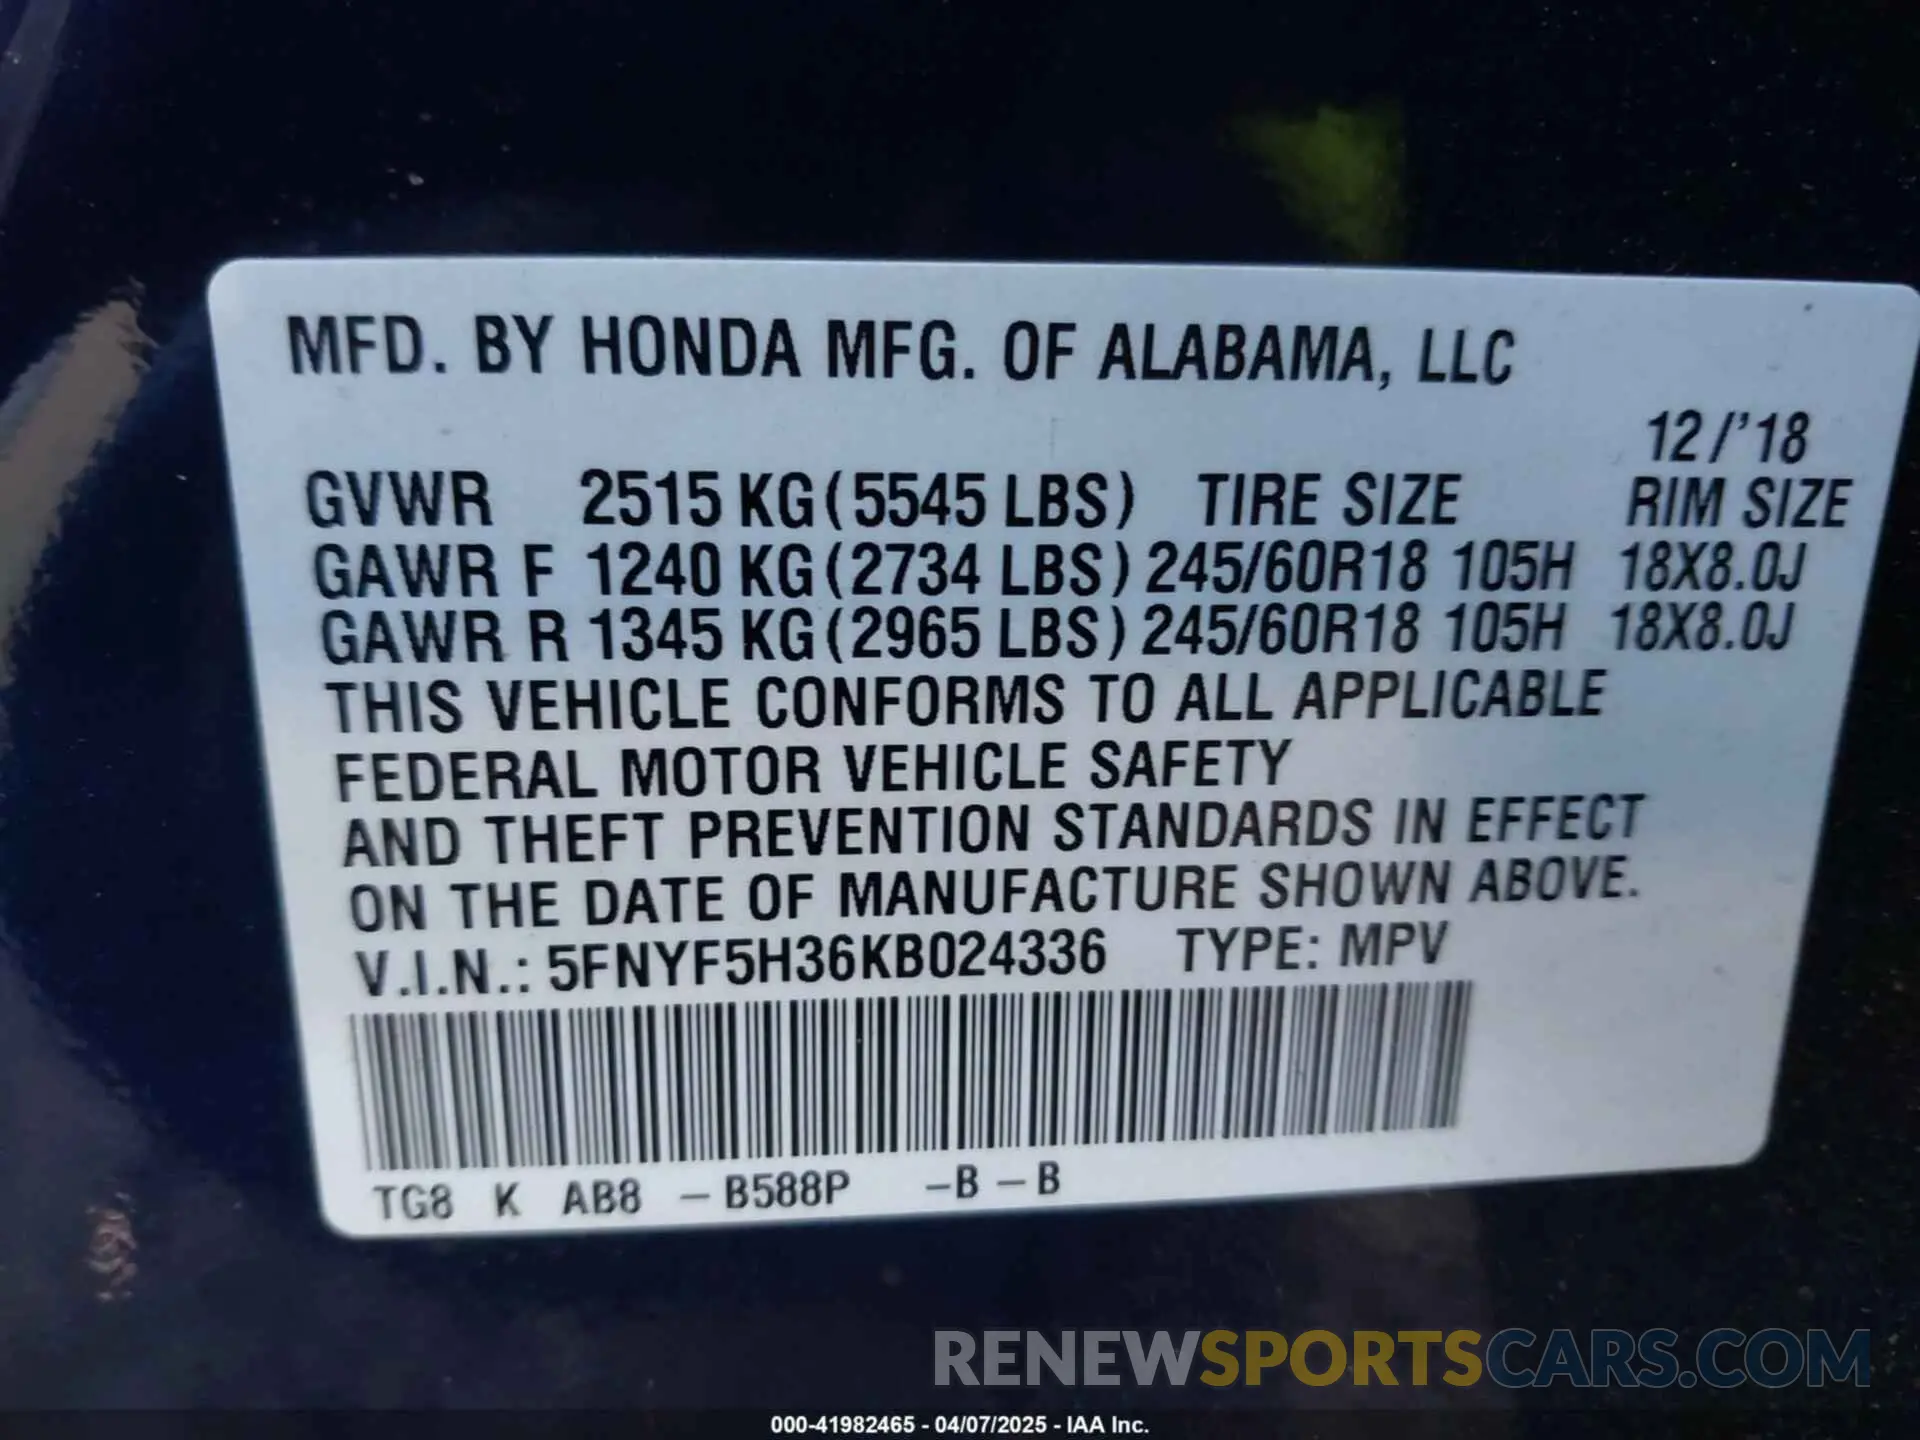 MFD. BY HONDA MFG. OF ALABAMA, LLC
12/'18
GVWR 2515 KG (5545 LBS) TIRE SIZE RIM SIZE
GAWR F 1240 KG (2734 LBS) 245/60R18 105H 18X8.0J
GAWR R 1345 KG (2965 LBS) 245/60R18 105H 18X8.0J
THIS VEHICLE CONFORMS TO ALL APPLICABLE
FEDERAL MOTOR VEHICLE SAFETY
AND THEFT PREVENTION STANDARDS IN EFFECT
ON THE DATE OF MANUFACTURE SHOWN ABOVE.
V.I.N.: 5FNYF5H36KB024336 TYPE: MPV
TG8 K AB8 – B588P –B – B
RENEWSPORTSCARS.COM
000-41982465 - 04/07/2025 - IAA Inc.